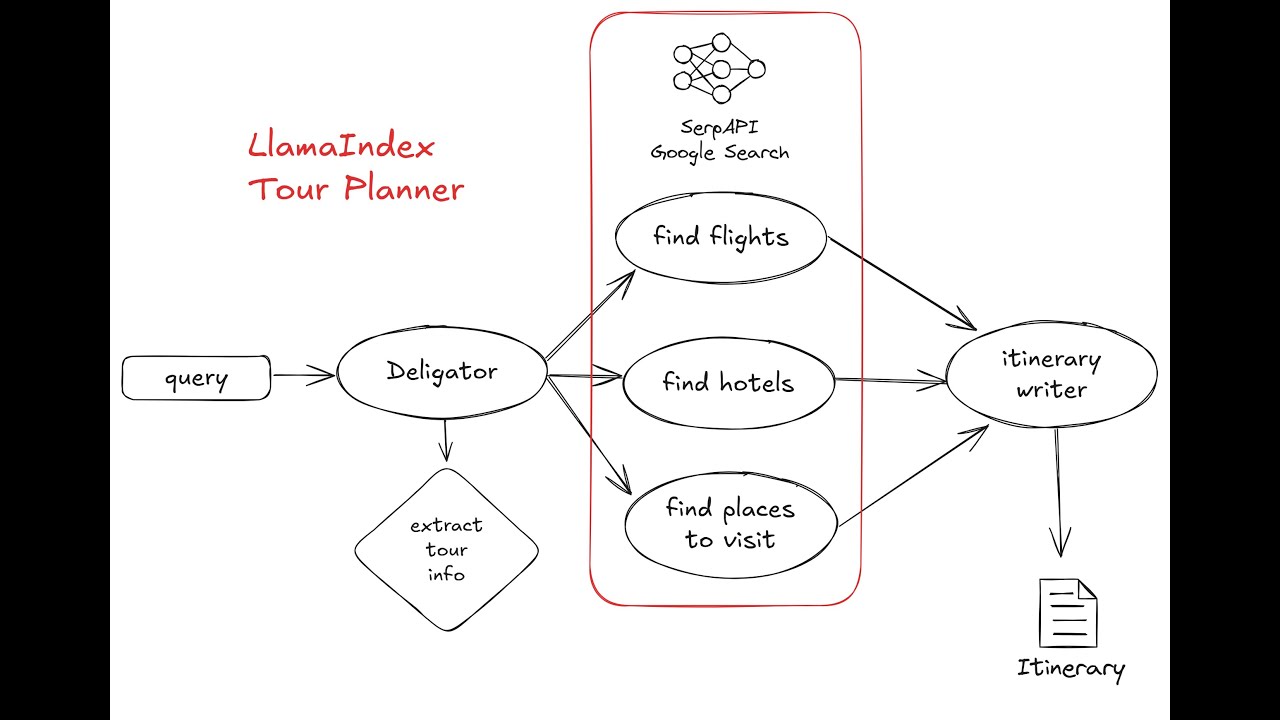 LlamaIndex
Tour Planner
SerpAPI
Google Search
find flights
query
Deligator
find hotels
itinerary
writer
extract
tour
info
find places
to visit
Itinerary